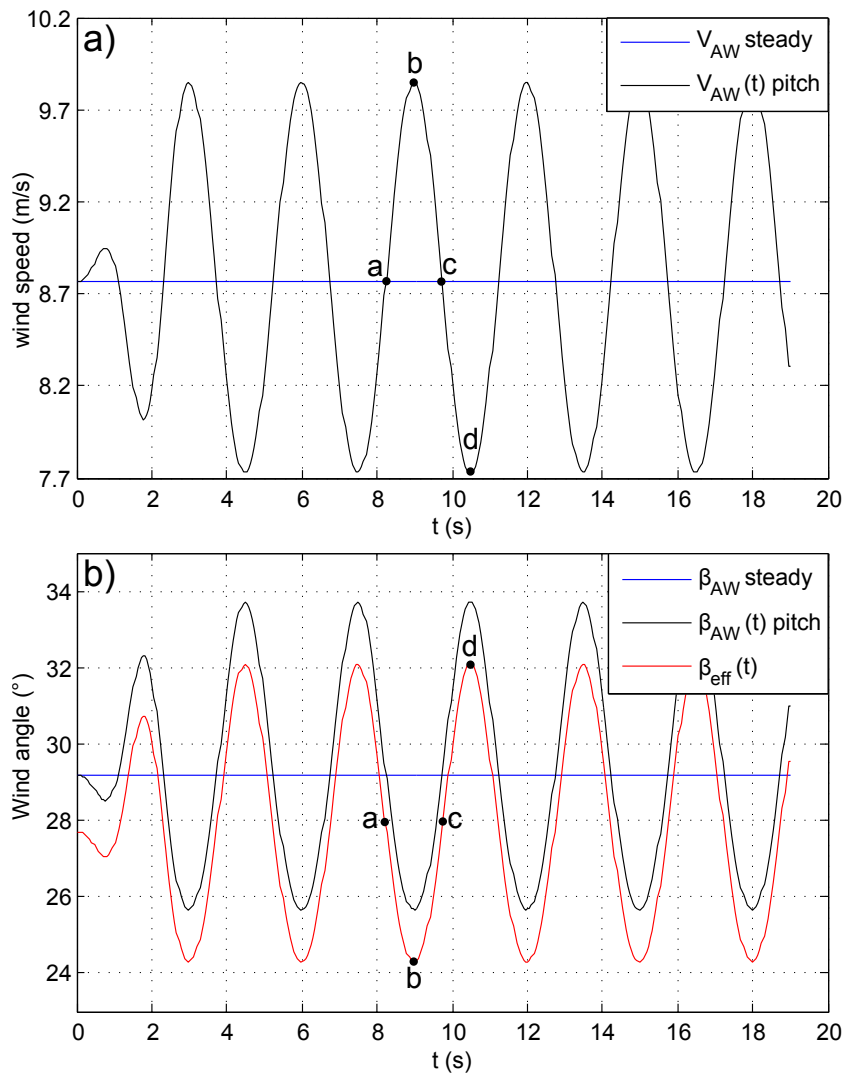 a)
V_AW steady
V_AW (t) pitch
10.2
9.7
9.2
8.7
8.2
7.7
wind speed (m/s)
a
b
c
d
0 2 4 6 8 10 12 14 16 18 20
t (s)
b)
β_AW steady
β_AW (t) pitch
β_eff (t)
34
32
30
28
26
24
Wind angle (°)
d
a
c
b
0 2 4 6 8 10 12 14 16 18 20
t (s)